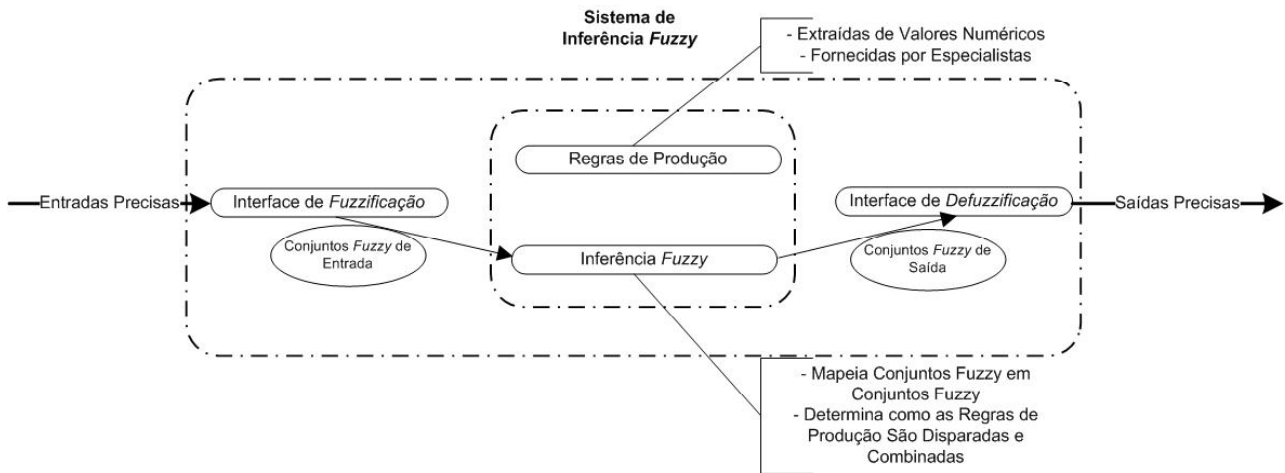 Sistema de
Inferência Fuzzy
- Extraídas de Valores Numéricos
- Fornecidas por Especialistas
Regras de Produção
Entradas Precisas
Interface de Fuzzificação
Interface de Defuzzificação
Saídas Precisas
Conjuntos Fuzzy de
Entrada
Inferência Fuzzy
Conjuntos Fuzzy de
Saída
- Mapeia Conjuntos Fuzzy em
Conjuntos Fuzzy
- Determina como as Regras de
Produção São Disparadas e
Combinadas